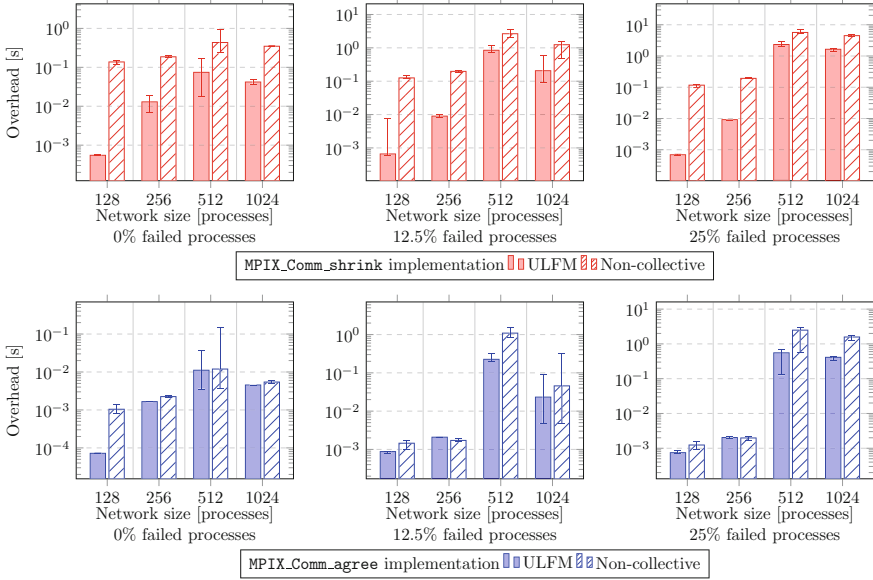 Overhead [s]
10^0
10^-1
10^-2
10^-3
128 256 512 1024
Network size [processes]
0% failed processes
10^1
10^0
10^-1
10^-2
10^-3
128 256 512 1024
Network size [processes]
12.5% failed processes
10^2
10^1
10^0
10^-1
10^-2
10^-3
128 256 512 1024
Network size [processes]
25% failed processes
MPIX_Comm_shrink implementation ULFM Non-collective
Overhead [s]
10^-1
10^-2
10^-3
10^-4
128 256 512 1024
Network size [processes]
0% failed processes
10^0
10^-1
10^-2
10^-3
128 256 512 1024
Network size [processes]
12.5% failed processes
10^1
10^0
10^-1
10^-2
10^-3
128 256 512 1024
Network size [processes]
25% failed processes
MPIX_Comm_agree implementation ULFM Non-collective